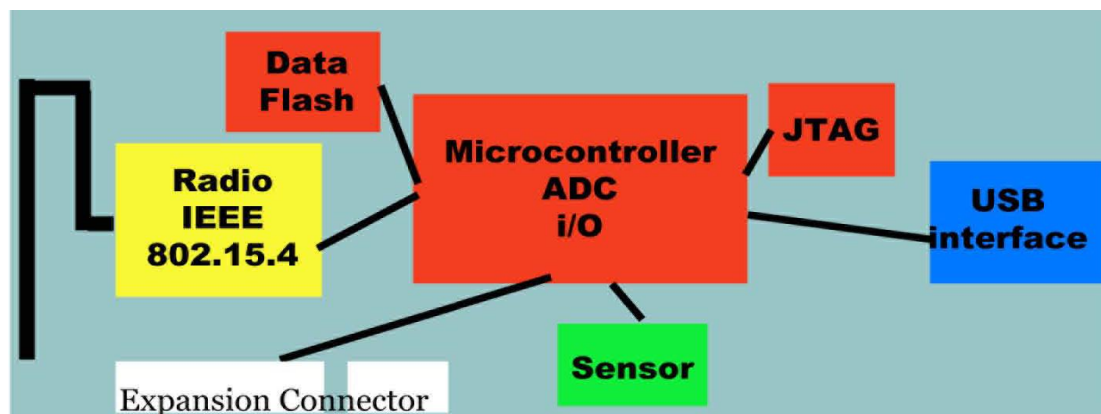 Data
Flash
Microcontroller
ADC
i/O
JTAG
Radio
IEEE
802.15.4
USB
interface
Sensor
Expansion Connector